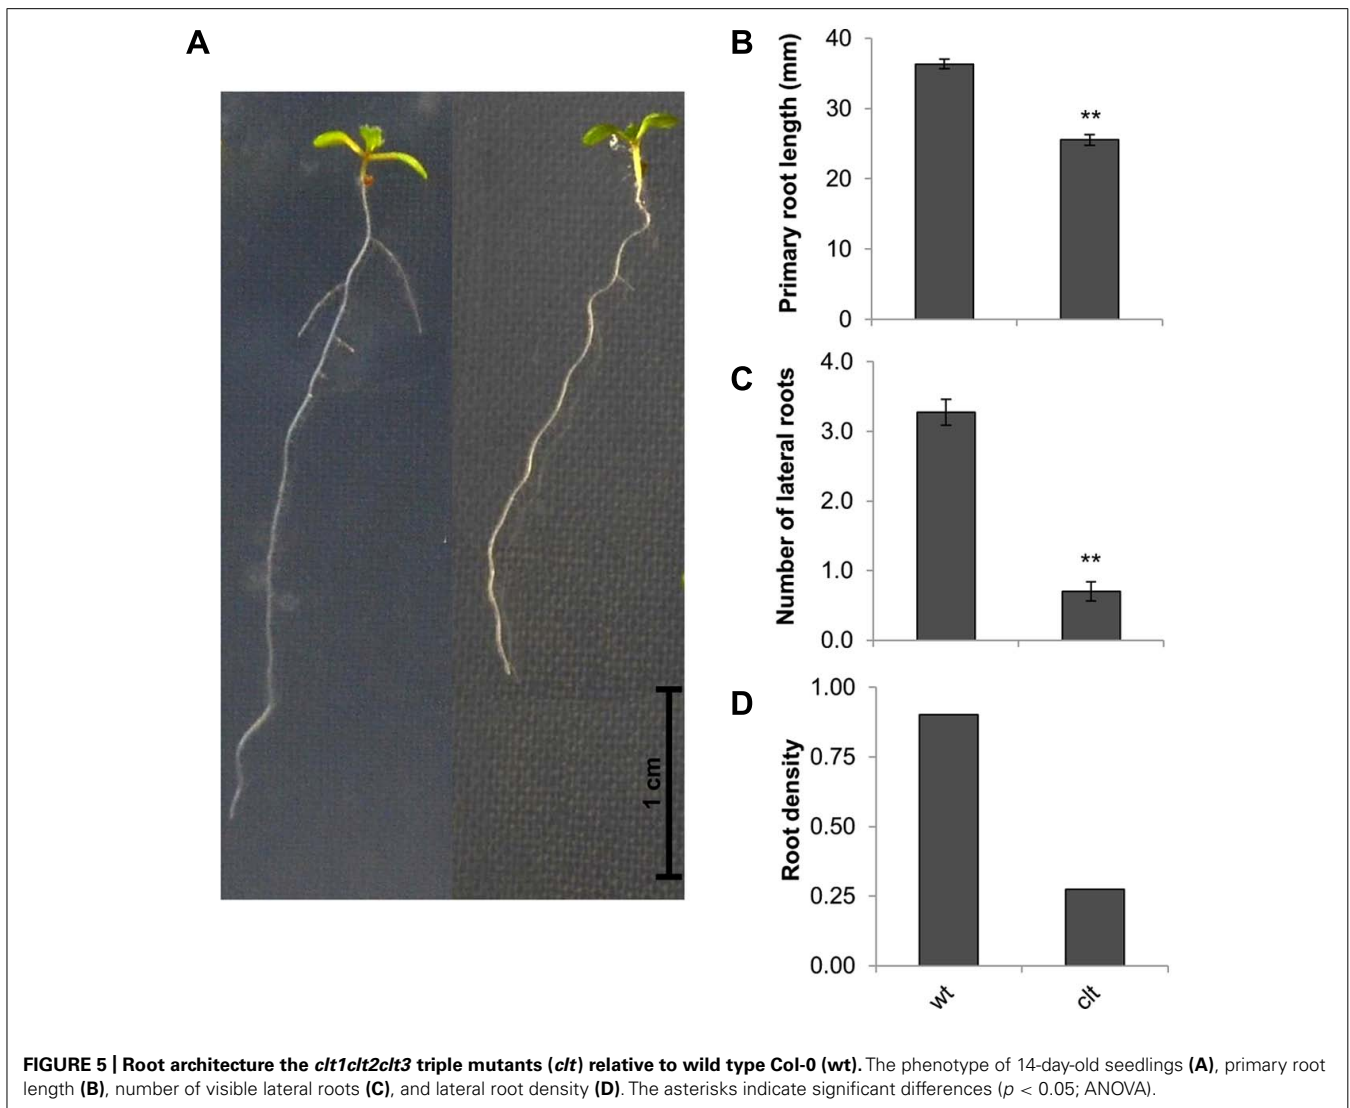 A
1 cm
B
Primary root length (mm)
40
30
20
10
0
**
C
Number of lateral roots
4.0
3.0
2.0
1.0
0.0
**
D
Root density
1.00
0.75
0.50
0.25
0.00
wt
clt
FIGURE 5 | Root architecture the clt1clt2clt3 triple mutants (clt) relative to wild type Col-0 (wt). The phenotype of 14-day-old seedlings (A), primary root
length (B), number of visible lateral roots (C), and lateral root density (D). The asterisks indicate significant differences (p < 0.05; ANOVA).